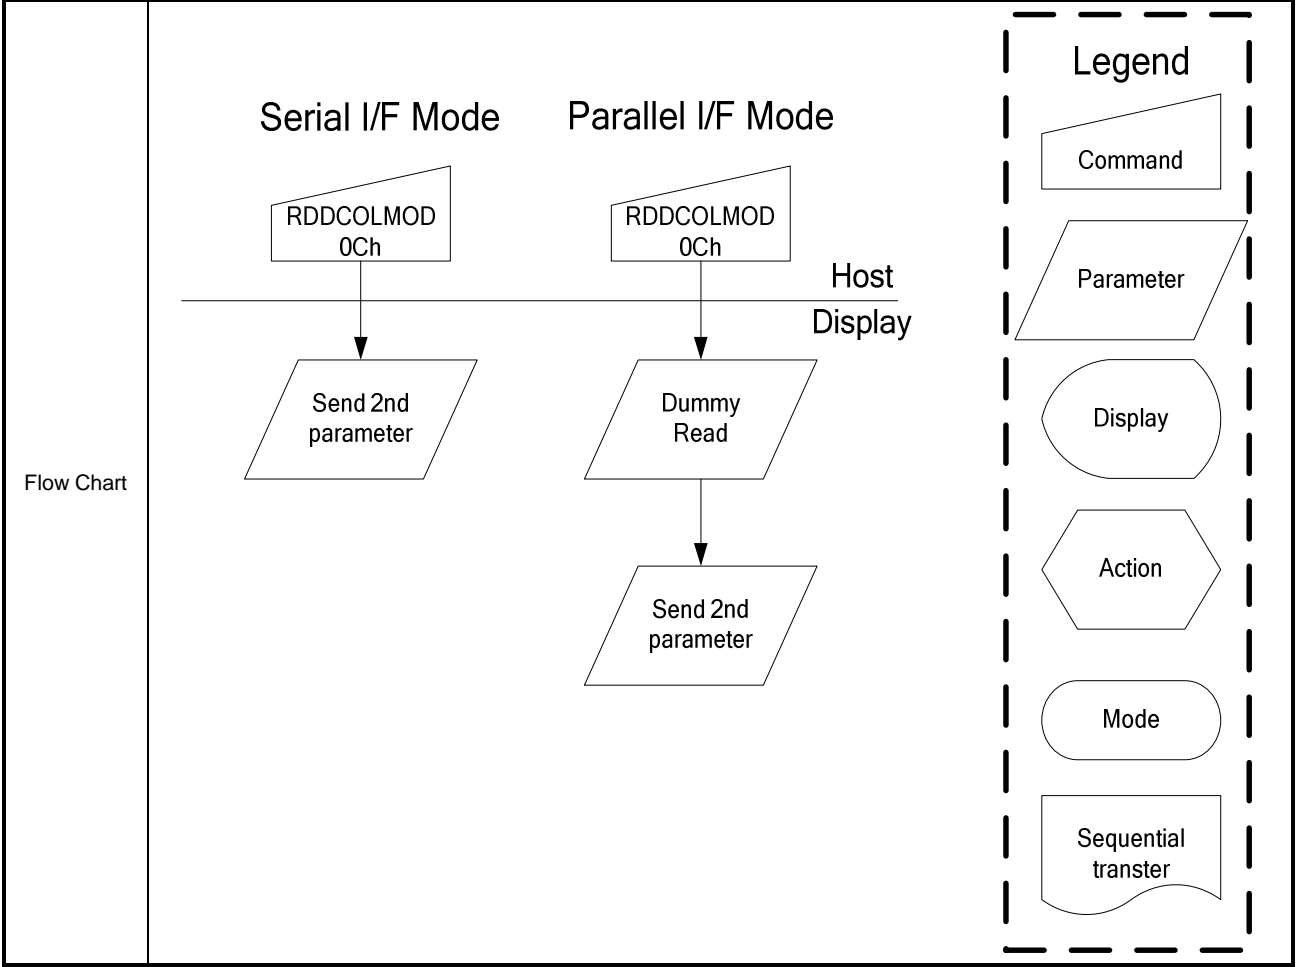 Flow Chart
Serial I/F Mode
RDDCOLMOD
0Ch
Send 2nd
parameter
Parallel I/F Mode
RDDCOLMOD
0Ch
Host
Display
Dummy
Read
Send 2nd
parameter
Legend
Command
Parameter
Display
Action
Mode
Sequential
transter